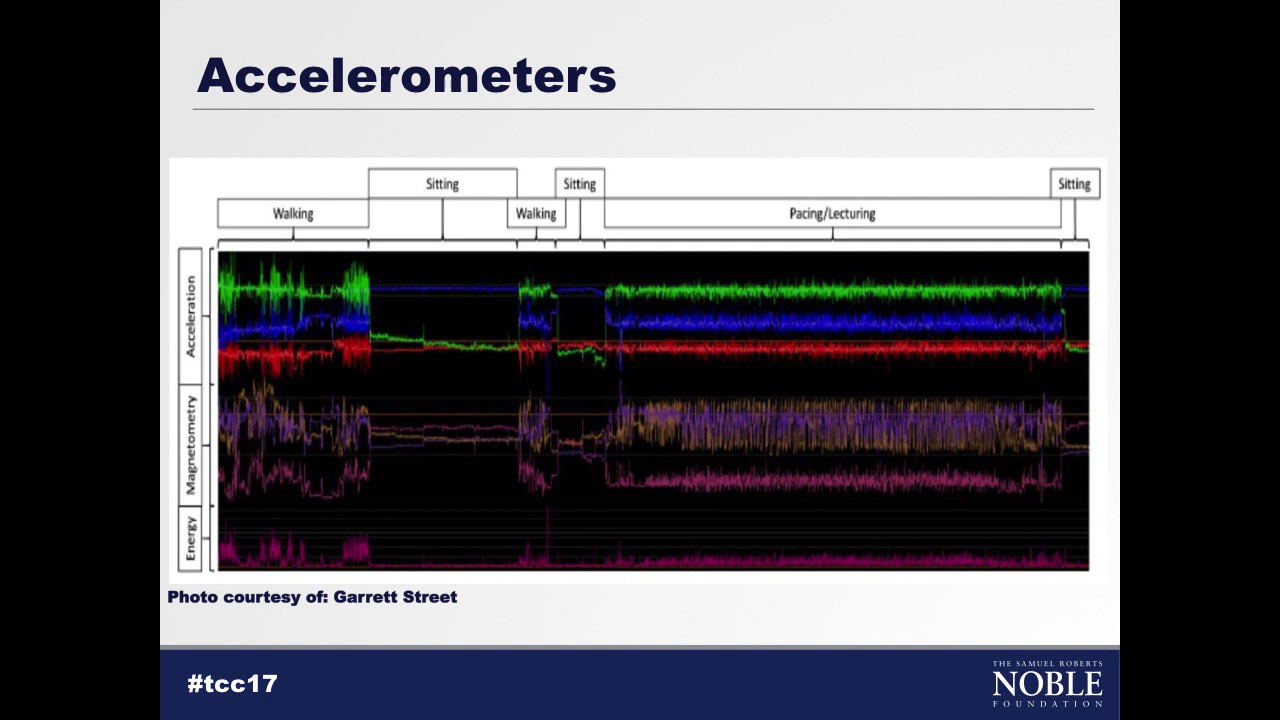 Accelerometers
Sitting
Sitting
Sitting
Walking
Walking
Pacing/Lecturing
Acceleration
Magnetometry
Energy
Photo courtesy of: Garrett Street
#tcc17
THE SAMUEL ROBERTS
NOBLE
FOUNDATION